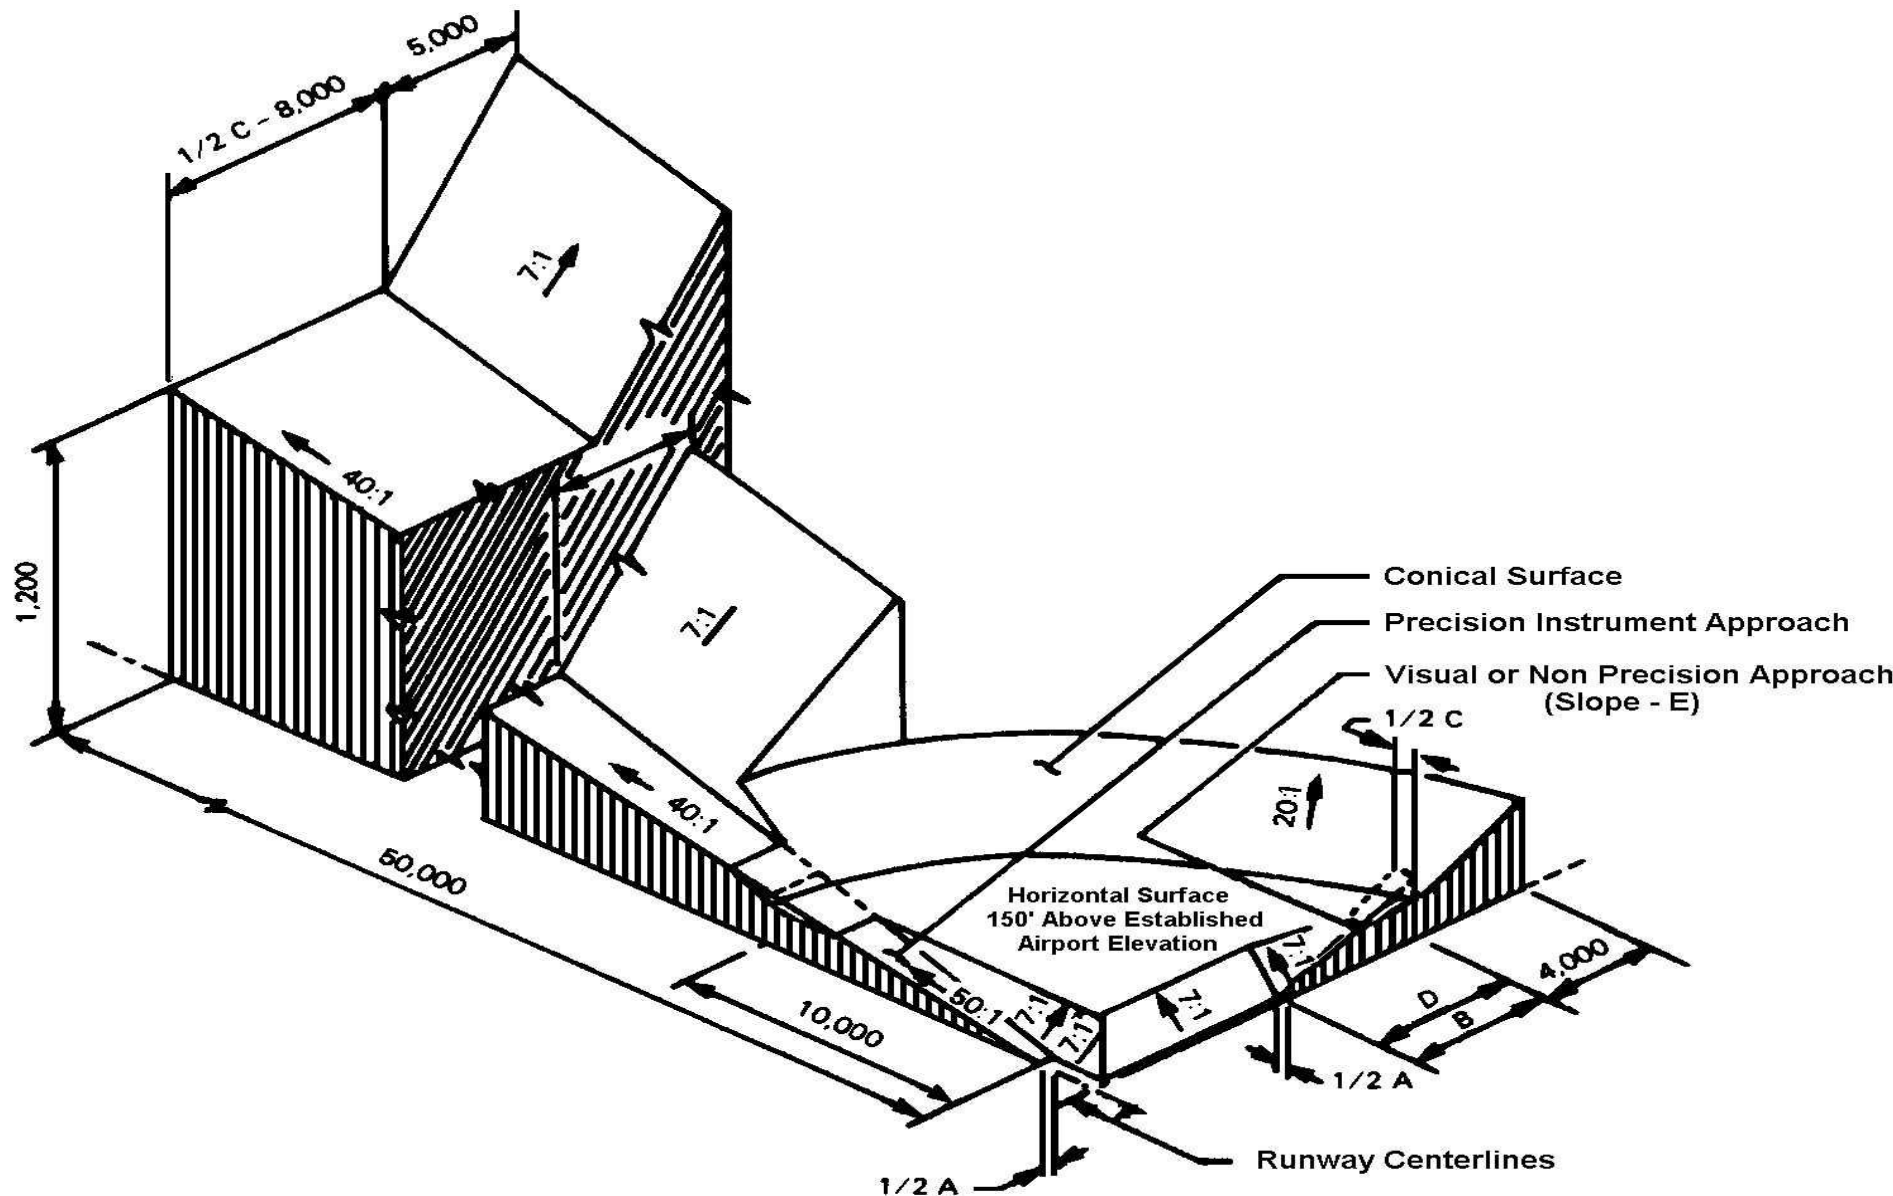 5,000
1/2 C - 8,000
7:1
40:1
1,200
7:1
Conical Surface
Precision Instrument Approach
Visual or Non Precision Approach
(Slope - E)
1/2 C
40:1
20:1
50,000
Horizontal Surface
150' Above Established
Airport Elevation
7:1
4,000
50:1
7:1
7:1
7:1
D
B
10,000
1/2 A
Runway Centerlines
1/2 A